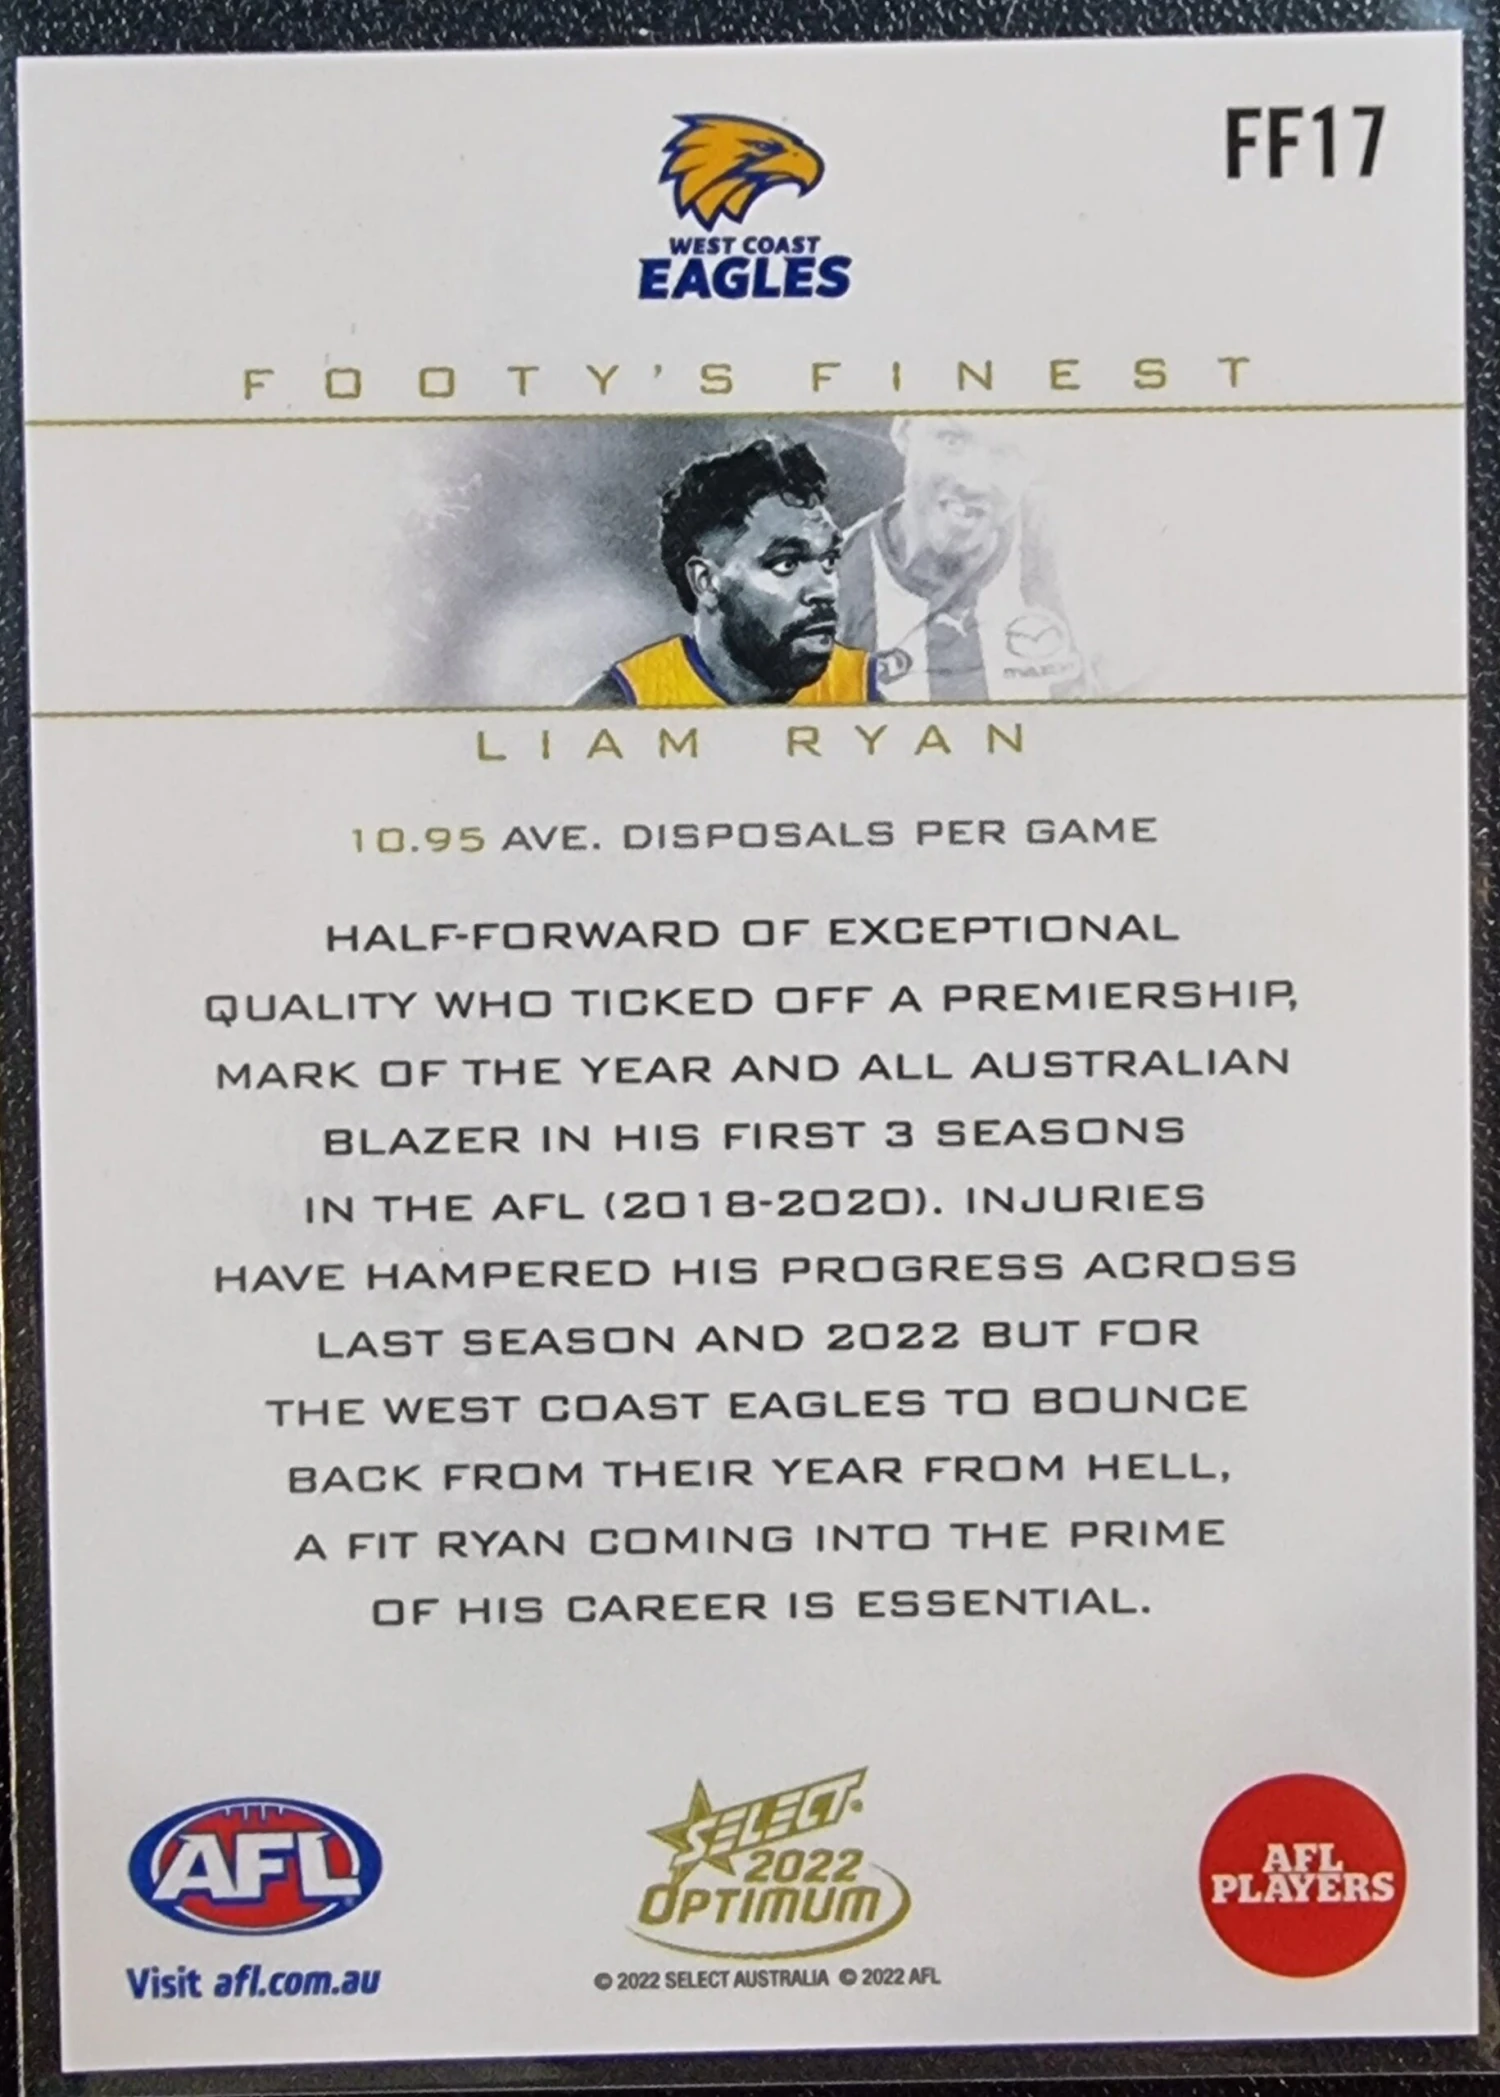 FF17
WEST COAST
EAGLES
FOOTY'S FINEST
LIAM RYAN
10.95 AVE. DISPOSALS PER GAME
HALF-FORWARD OF EXCEPTIONAL
QUALITY WHO TICKED OFF A PREMIERSHIP,
MARK OF THE YEAR AND ALL AUSTRALIAN
BLAZER IN HIS FIRST 3 SEASONS
IN THE AFL (2018-2020). INJURIES
HAVE HAMPERED HIS PROGRESS ACROSS
LAST SEASON AND 2022 BUT FOR
THE WEST COAST EAGLES TO BOUNCE
BACK FROM THEIR YEAR FROM HELL,
A FIT RYAN COMING INTO THE PRIME
OF HIS CAREER IS ESSENTIAL.
AFL
Visit afl.com.au
SELECT
2022
OPTIMUM
© 2022 SELECT AUSTRALIA © 2022 AFL
AFL
PLAYERS